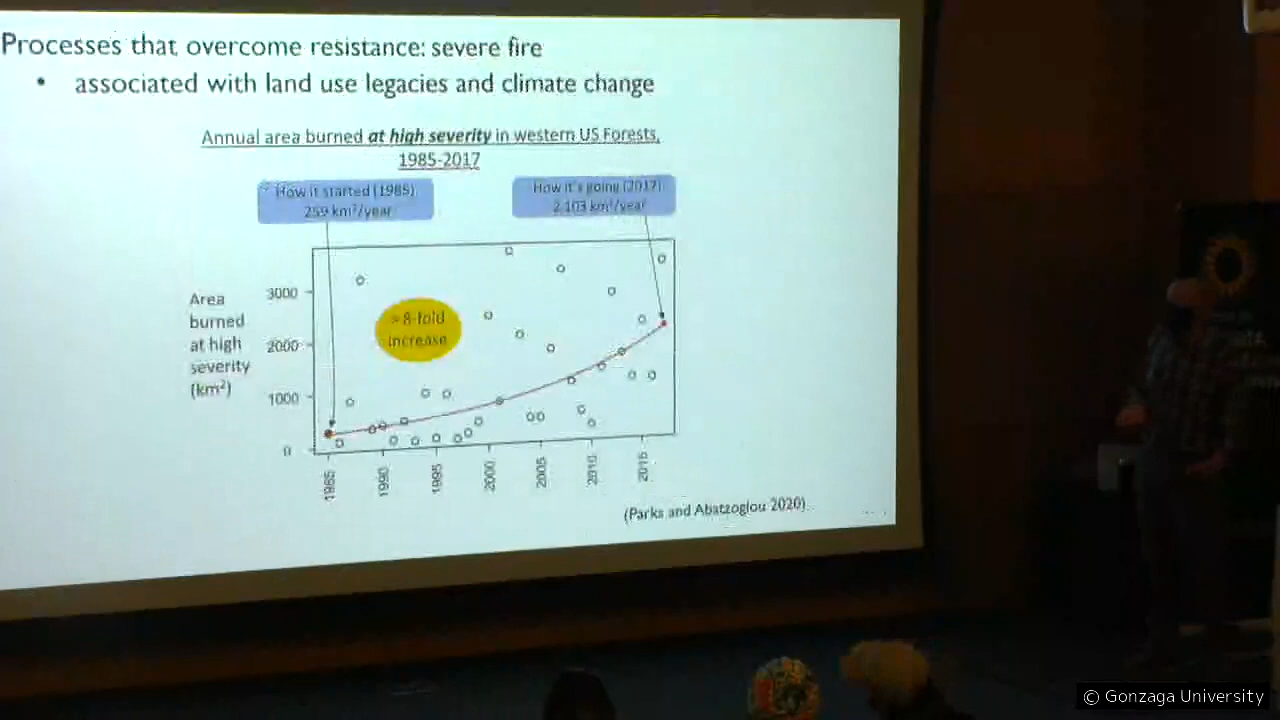 Processes that overcome resistance: severe fire
• associated with land use legacies and climate change
Annual area burned at high severity in western US Forests,
1985-2017
How it started (1985)
259 km²/year
How it's going (2017)
2,103 km²/year
Area
burned
at high
severity
(km²)
3000
2000
1000
0
> 8-fold
increase
1985
1990
1995
2000
2005
2010
2015
(Parks and Abatzoglou 2020)
© Gonzaga University